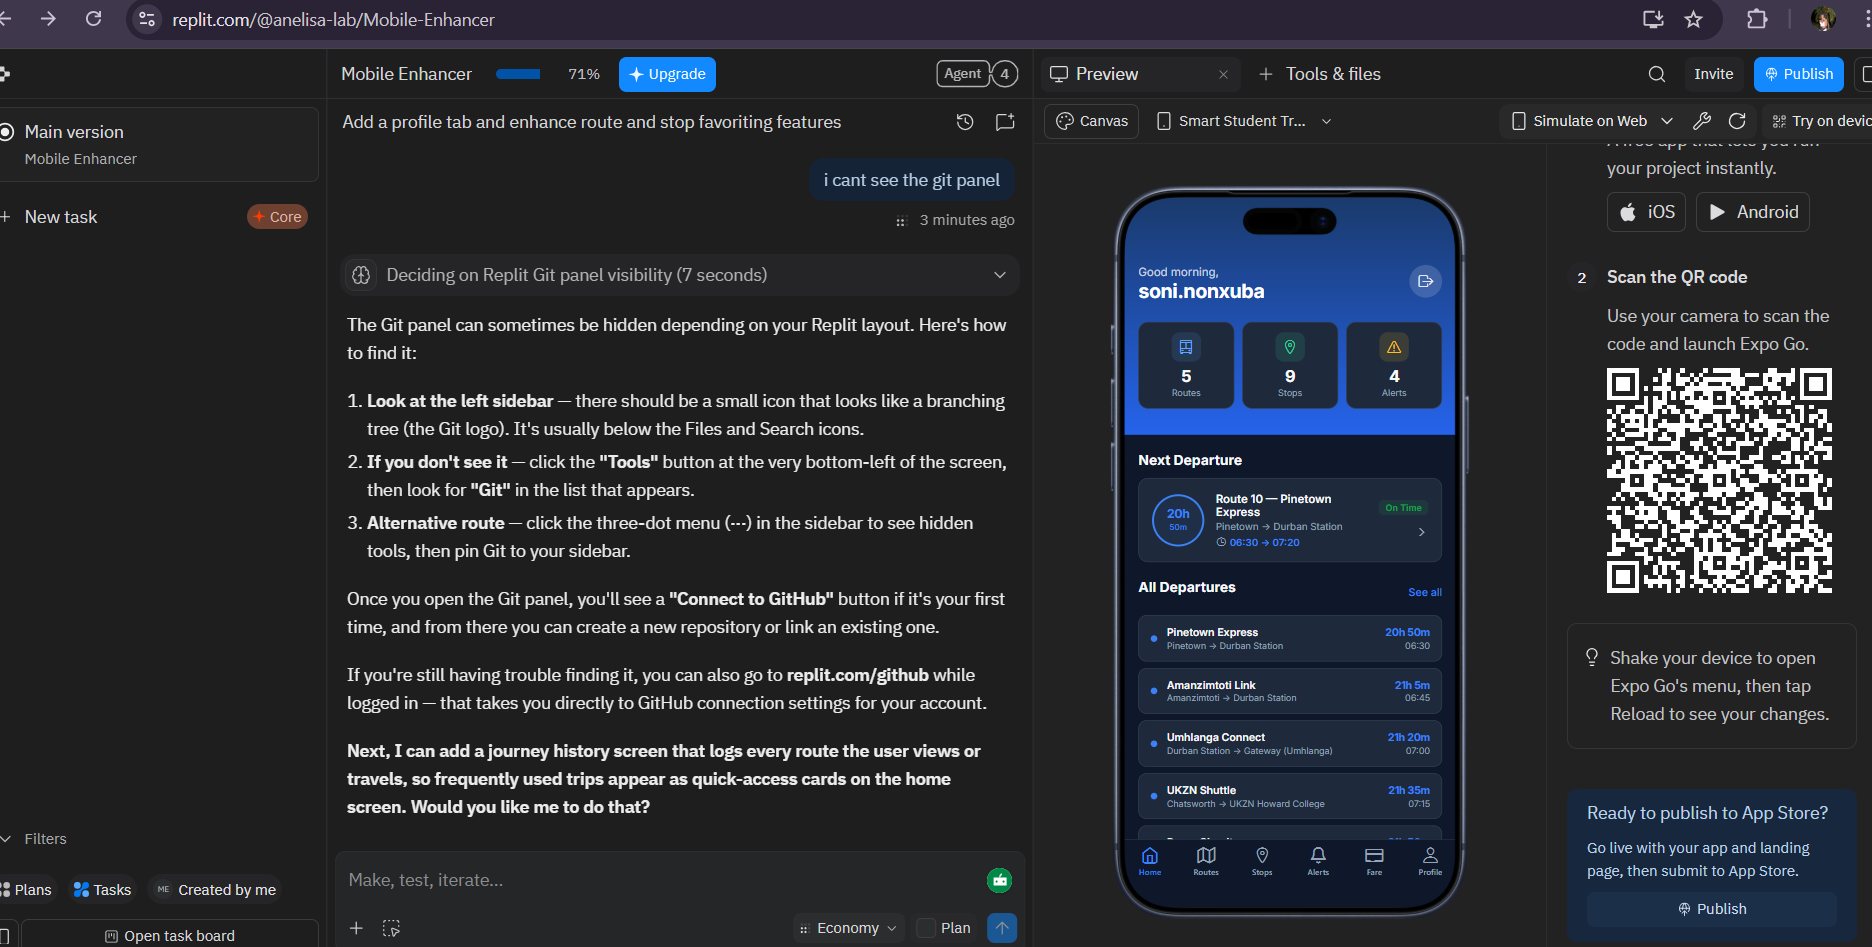 replit.com/@anelisa-lab/Mobile-Enhancer
Main version
Mobile Enhancer
New task
Core
Filters
Plans
Tasks
ME
Created by me
Open task board
Mobile Enhancer
71%
Upgrade
Agent
4
Add a profile tab and enhance route and stop favoriting features
i cant see the git panel
3 minutes ago
Deciding on Replit Git panel visibility (7 seconds)
The Git panel can sometimes be hidden depending on your Replit layout. Here's how
to find it:
1. Look at the left sidebar — there should be a small icon that looks like a branching
tree (the Git logo). It's usually below the Files and Search icons.
2. If you don't see it — click the "Tools" button at the very bottom-left of the screen,
then look for "Git" in the list that appears.
3. Alternative route — click the three-dot menu (···) in the sidebar to see hidden
tools, then pin Git to your sidebar.
Once you open the Git panel, you'll see a "Connect to GitHub" button if it's your first
time, and from there you can create a new repository or link an existing one.
If you're still having trouble finding it, you can also go to replit.com/github while
logged in — that takes you directly to GitHub connection settings for your account.
Next, I can add a journey history screen that logs every route the user views or
travels, so frequently used trips appear as quick-access cards on the home
screen. Would you like me to do that?
Make, test, iterate...
Economy
Plan
Preview
Tools & files
Invite
Publish
Canvas
Smart Student Tr...
Simulate on Web
Try on devic
Good morning,
soni.nonxuba
5
Routes
9
Stops
4
Alerts
Next Departure
20h
50m
Route 10 — Pinetown
Express
Pinetown → Durban Station
06:30 → 07:20
On Time
All Departures
See all
Pinetown Express
Pinetown → Durban Station
20h 50m
06:30
Amanzimtoti Link
Amanzimtoti → Durban Station
21h 5m
06:45
Umhlanga Connect
Durban Station → Gateway (Umhlanga)
21h 20m
07:00
UKZN Shuttle
Chatsworth → UKZN Howard College
21h 35m
07:15
Home
Routes
Stops
Alerts
Fare
Profile
your project instantly.
iOS
Android
2
Scan the QR code
Use your camera to scan the
code and launch Expo Go.
Shake your device to open
Expo Go's menu, then tap
Reload to see your changes.
Ready to publish to App Store?
Go live with your app and landing
page, then submit to App Store.
Publish